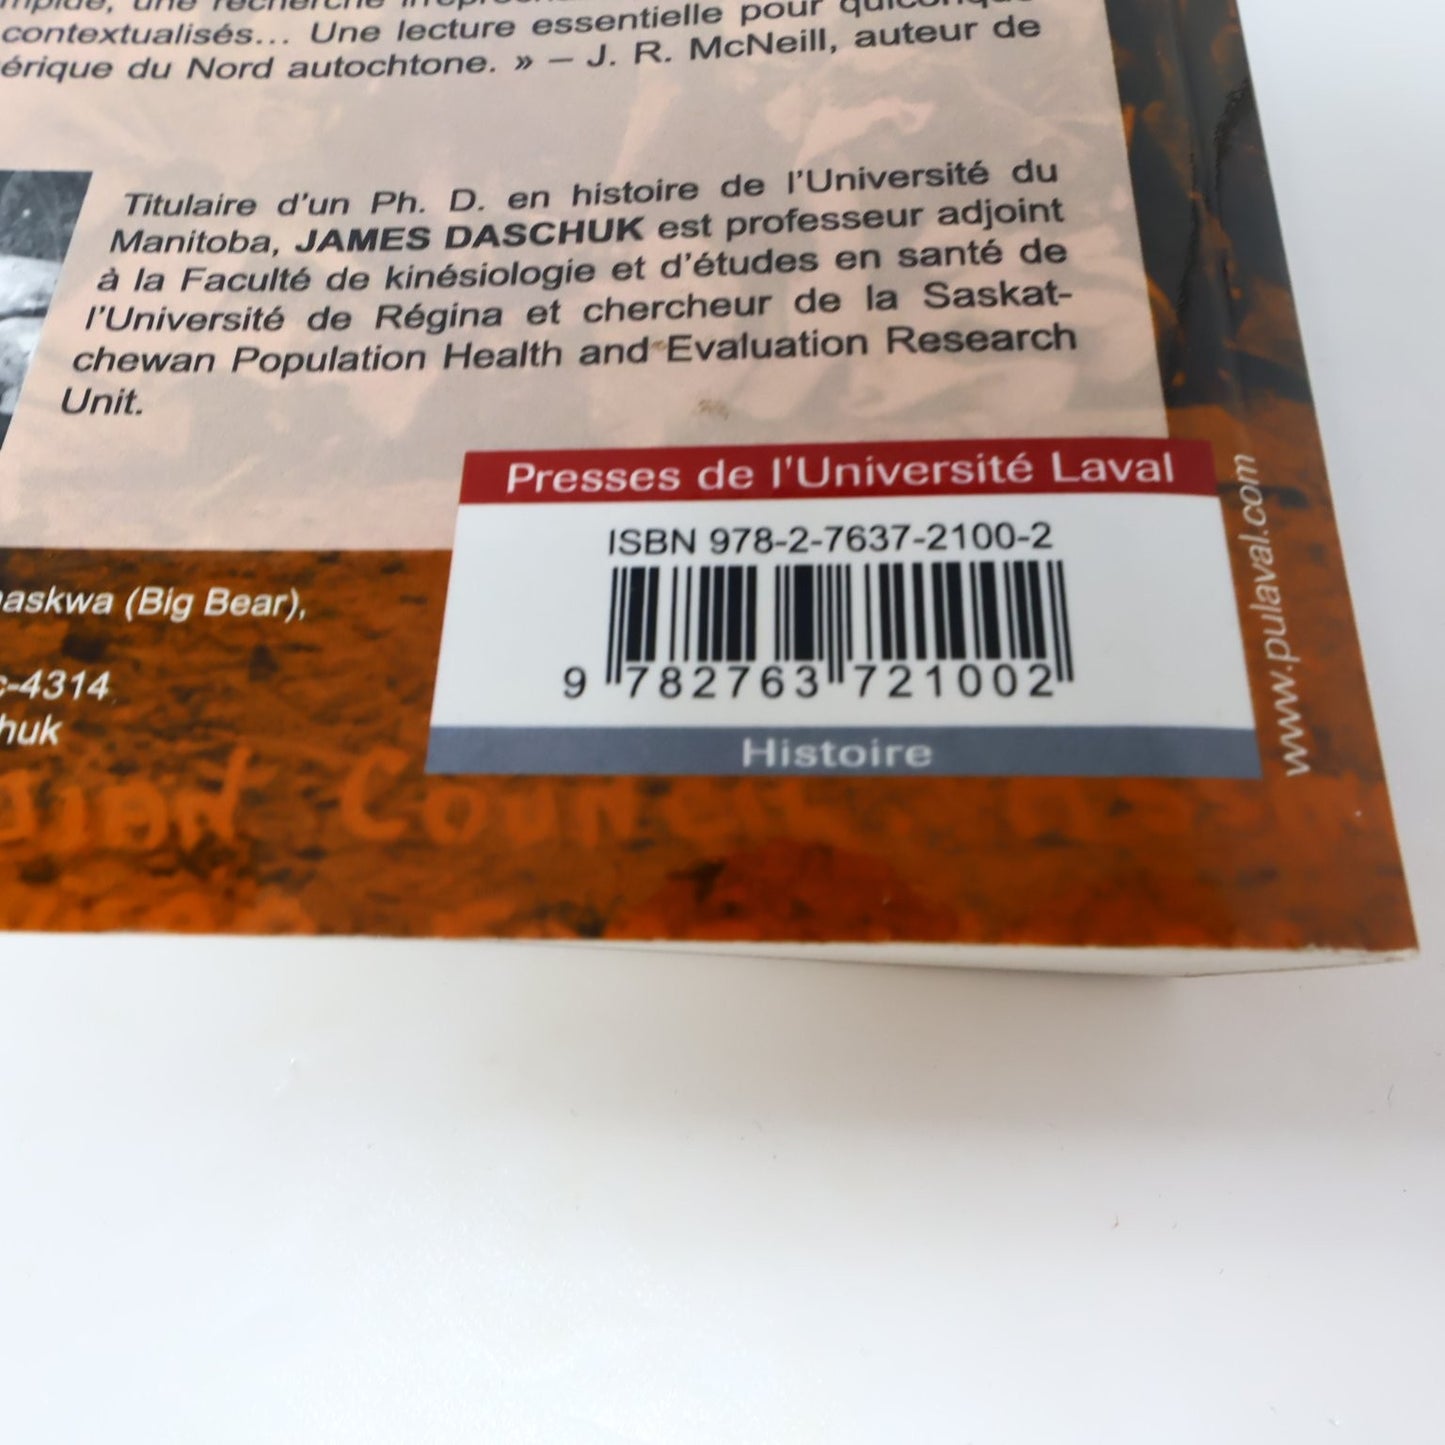 une recherche
contextualisés... Une lecture essentielle pour quiconque
érique du Nord autochtone. » – J. R. McNeill, auteur de
Titulaire d'un Ph. D. en histoire de l'Université du
Manitoba, JAMES DASCHUK est professeur adjoint
à la Faculté de kinésiologie et d'études en santé de
l'Université de Régina et chercheur de la Saskat-
chewan Population Health and Evaluation Research
Unit.
Presses de l'Université Laval
ISBN 978-2-7637-2100-2
9 782763 721002
Histoire
www.pulaval.com
askwa (Big Bear),
-4314
huk
Council